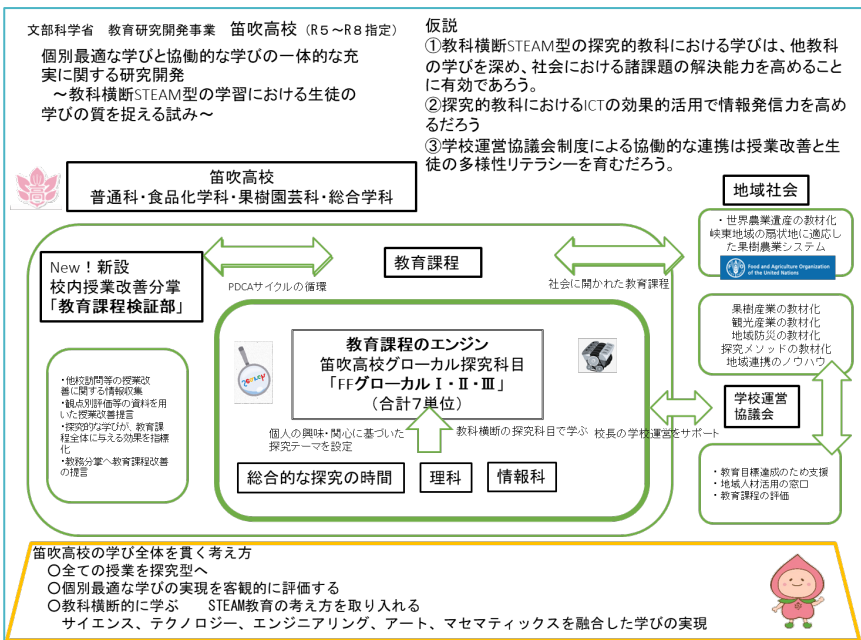 文部科学省 教育研究開発事業 笛吹高校（R5～R8指定）
個別最適な学びと協働的な学びの一体的な充
実に関する研究開発
～教科横断STEAM型の学習における生徒の
学びの質を捉える試み～
仮説
①教科横断STEAM型の探究的教科における学びは、他教科
の学びを深め、社会における諸課題の解決能力を高めること
に有効であろう。
②探究的教科におけるICTの効果的活用で情報発信力を高め
るだろう
③学校運営協議会制度による協働的な連携は授業改善と生
徒の多様性リテラシーを育むだろう。
高
笛吹高校
普通科・食品化学科・果樹園芸科・総合学科
地域社会
・世界農業遺産の教材化
峡東地域の扇状地に適応し
た果樹農業システム
Food and Agriculture Organization
of the United Nations
New！新設
校内授業改善分掌
「教育課程検証部」
PDCAサイクルの循環
教育課程
社会に開かれた教育課程
果樹産業の教材化
観光産業の教材化
地域防災の教材化
探究メソッドの教材化
地域連携のノウハウ
教育課程のエンジン
笛吹高校グローカル探究科目
「FFグローカルⅠ・Ⅱ・Ⅲ」
（合計7単位）
・他校訪問等の授業改
善に関する情報収集
・観点別評価等の資料を用
いた授業改善提言
・探究的な学びが、教育課
程全体に与える効果を指標
化
・教務分掌へ教育課程改善
の提言
個人の興味・関心に基づいた
探究テーマを設定
教科横断の探究科目で学ぶ
校長の学校運営をサポート
学校運営
協議会
総合的な探究の時間
理科
情報科
・教育目標達成のため支援
・地域人材活用の窓口
・教育課程の評価
笛吹高校の学び全体を貫く考え方
〇全ての授業を探究型へ
〇個別最適な学びの実現を客観的に評価する
〇教科横断的に学ぶ STEAM教育の考え方を取り入れる
サイエンス、テクノロジー、エンジニアリング、アート、マセマティックスを融合した学びの実現